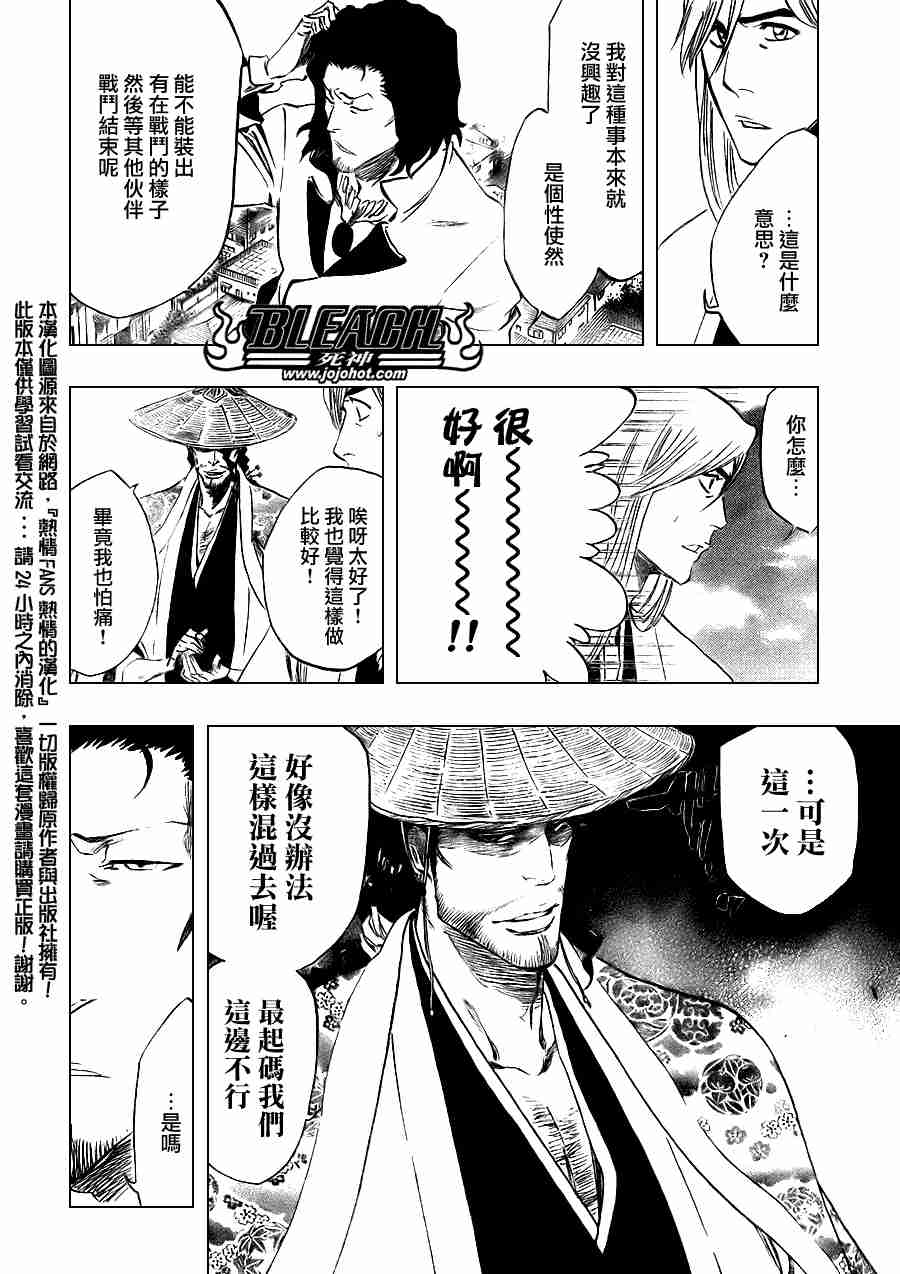 …這是什麼
意思？
我對這種事本來就
沒興趣了
是個性使然
能不能裝出
有在戰鬥的樣子
然後等其他伙伴
戰鬥結束呢
BLEACH
死神
www.jojohot.com
你怎麼…
很～～～～～
好啊～～～～!!
唉呀太好了！
我也覺得這樣做
比較好！
畢竟我也怕痛！
…可是
這一次
好像沒辦法
這樣混過去喔
最起碼我們
這邊不行
…是嗎
本漢化圖源來自於網路，『熱情FANS熱情的漢化』一切版權歸原作者與出版社擁有！
此版本僅供學習試看交流…請24小時之內消除，喜歡這套漫畫請購買正版！謝謝。